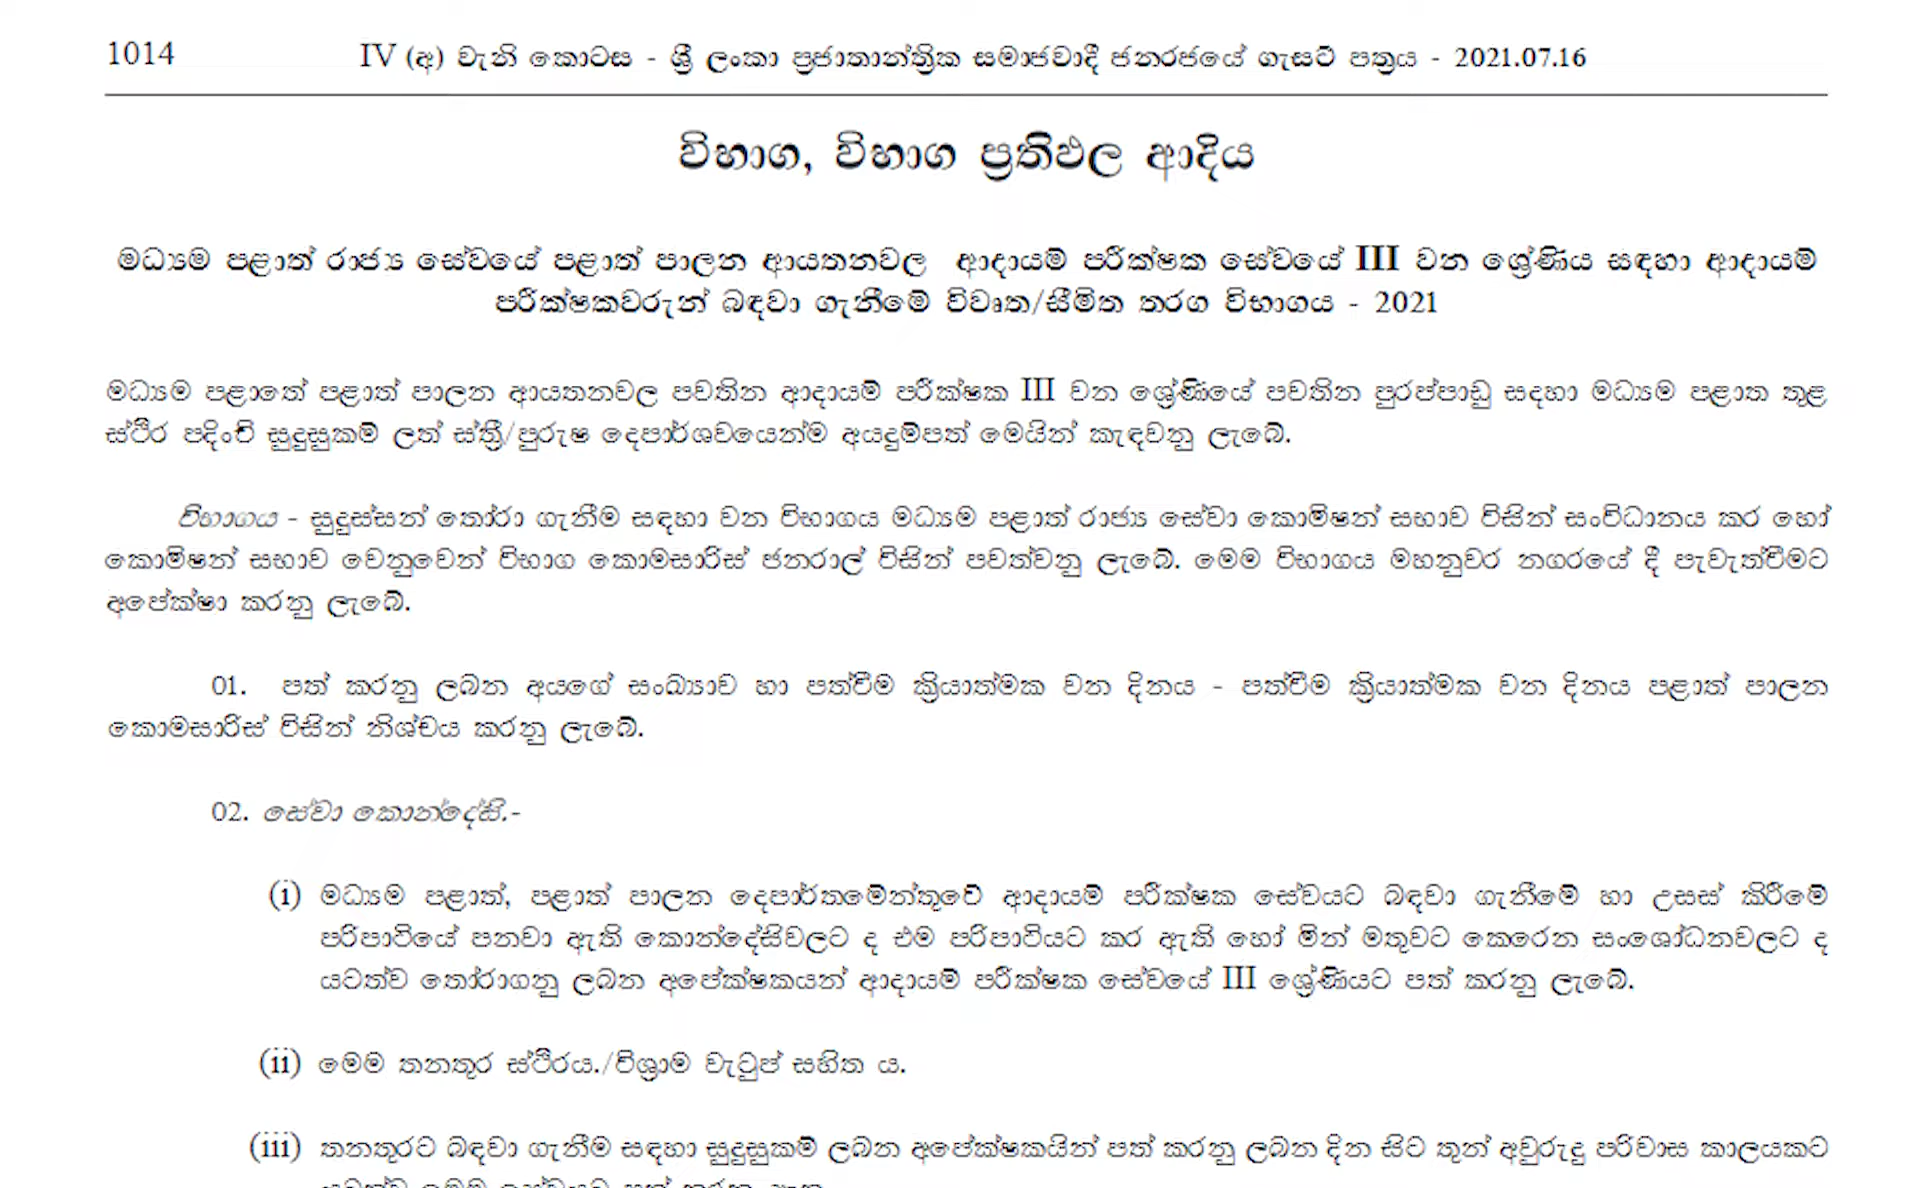 1014
IV (අ) වැනි කොටස - ශ්‍රී ලංකා ප්‍රජාතාන්ත්‍රික සමාජවාදී ජනරජයේ ගැසට් පත්‍රය - 2021.07.16
විභාග, විභාග ප්‍රතිඵල ආදිය
මධ්‍යම පළාත් රාජ්‍ය සේවයේ පළාත් පාලන ආයතනවල ආදායම් පරීක්ෂක සේවයේ III වන ශ්‍රේණිය සඳහා ආදායම්
පරීක්ෂකවරුන් බඳවා ගැනීමේ විවෘත/සීමිත තරග විභාගය - 2021
මධ්‍යම පළාතේ පළාත් පාලන ආයතනවල පවතින ආදායම් පරීක්ෂක III වන ශ්‍රේණියේ පවතින පුරප්පාඩු සදහා මධ්‍යම පළාත තුළ
ස්ථිර පදිංචි සුදුසුකම් ලත් ස්ත්‍රී/පුරුෂ දෙපාර්ශවයෙන්ම අයදුම්පත් මෙයින් කැඳවනු ලැබේ.
විභාගය - සුදුස්සන් තෝරා ගැනීම සඳහා වන විභාගය මධ්‍යම පළාත් රාජ්‍ය සේවා කොමිෂන් සභාව විසින් සංවිධානය කර හෝ
කොමිෂන් සභාව වෙනුවෙන් විභාග කොමසාරිස් ජනරාල් විසින් පවත්වනු ලැබේ. මෙම විභාගය මහනුවර නගරයේ දී පැවැත්වීමට
අපේක්ෂා කරනු ලැබේ.
01. පත් කරනු ලබන අයගේ සංඛ්‍යාව හා පත්වීම ක්‍රියාත්මක වන දිනය - පත්වීම ක්‍රියාත්මක වන දිනය පළාත් පාලන
කොමසාරිස් විසින් නිශ්චය කරනු ලැබේ.
02. සේවා කොන්දේසි.-
(i) මධ්‍යම පළාත්, පළාත් පාලන දෙපාර්තමේන්තුවේ ආදායම් පරීක්ෂක සේවයට බඳවා ගැනීමේ හා උසස් කිරීමේ
පරිපාටියේ පනවා ඇති කොන්දේසිවලට ද එම පරිපාටියට කර ඇති හෝ මින් මතුවට කෙරෙන සංශෝධනවලට ද
යටත්ව තෝරාගනු ලබන අපේක්ෂකයන් ආදායම් පරීක්ෂක සේවයේ III ශ්‍රේණියට පත් කරනු ලැබේ.
(ii) මෙම තනතුර ස්ථිරය./විශ්‍රාම වැටුප් සහිත ය.
(iii) තනතුරට බඳවා ගැනීම සඳහා සුදුසුකම් ලබන අපේක්ෂකයින් පත් කරනු ලබන දින සිට තුන් අවුරුදු පරිවාස කාලයකට